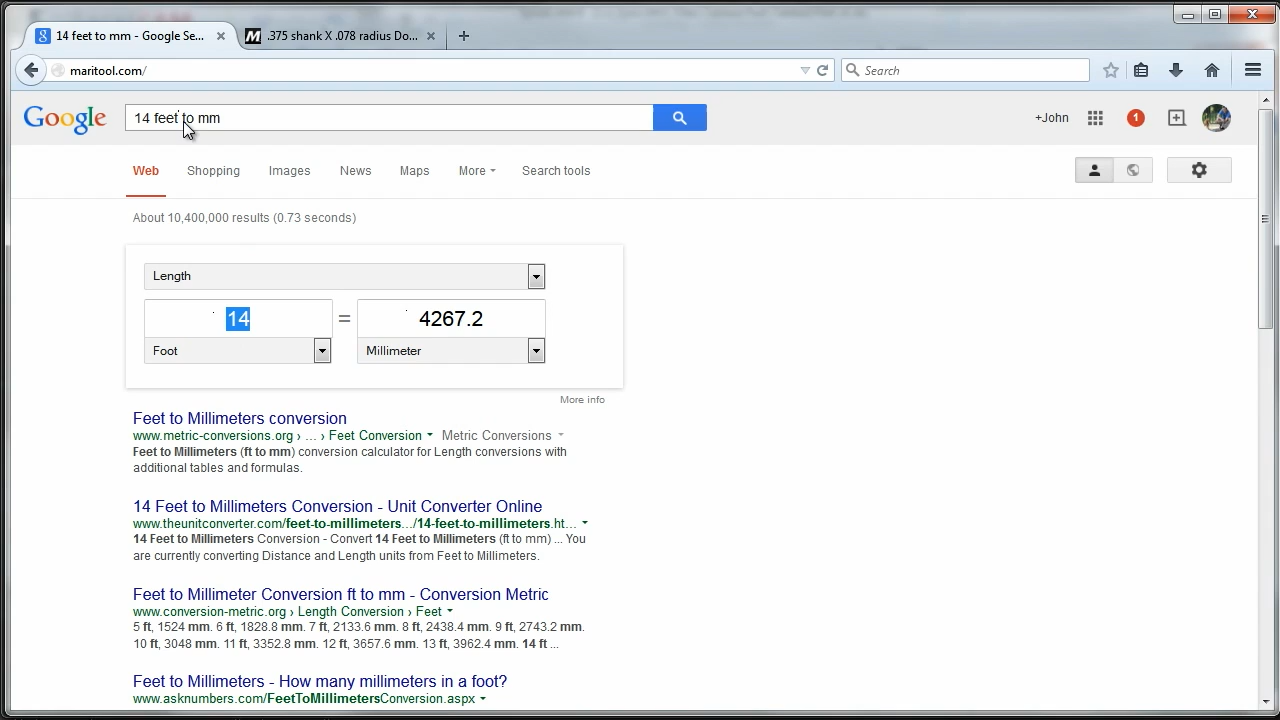 14 feet to mm - Google Se...
.375 shank X .078 radius Do...
maritool.com/
Search
Google
14 feet to mm
+John
1
Web
Shopping
Images
News
Maps
More
Search tools
About 10,400,000 results (0.73 seconds)
Length
14 = 4267.2
Foot
Millimeter
More info
Feet to Millimeters conversion
www.metric-conversions.org › ... › Feet Conversion Metric Conversions
Feet to Millimeters (ft to mm) conversion calculator for Length conversions with
additional tables and formulas.
14 Feet to Millimeters Conversion - Unit Converter Online
www.theunitconverter.com/feet-to-millimeters.../14-feet-to-millimeters.ht...
14 Feet to Millimeters Conversion - Convert 14 Feet to Millimeters (ft to mm) ... You
are currently converting Distance and Length units from Feet to Millimeters.
Feet to Millimeter Conversion ft to mm - Conversion Metric
www.conversion-metric.org › Length Conversion › Feet
5 ft, 1524 mm. 6 ft, 1828.8 mm. 7 ft, 2133.6 mm. 8 ft, 2438.4 mm. 9 ft, 2743.2 mm.
10 ft, 3048 mm. 11 ft, 3352.8 mm. 12 ft, 3657.6 mm. 13 ft, 3962.4 mm. 14 ft ...
Feet to Millimeters - How many millimeters in a foot?
www.asknumbers.com/FeetToMillimetersConversion.aspx